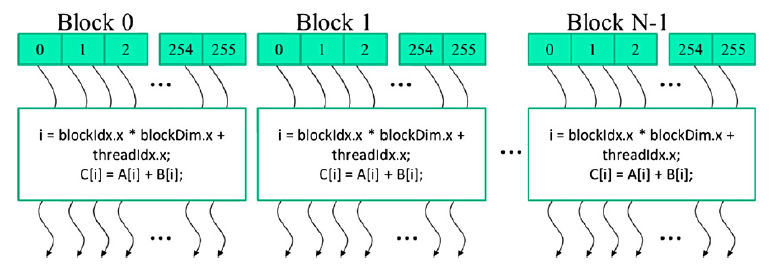 Block 0 Block 1 Block N-1
0 1 2 254 255 0 1 2 254 255 0 1 2 254 255
... ... ...
i = blockIdx.x * blockDim.x +
threadIdx.x;
C[i] = A[i] + B[i];
i = blockIdx.x * blockDim.x +
threadIdx.x;
C[i] = A[i] + B[i];
...
i = blockIdx.x * blockDim.x +
threadIdx.x;
C[i] = A[i] + B[i];
... ... ...